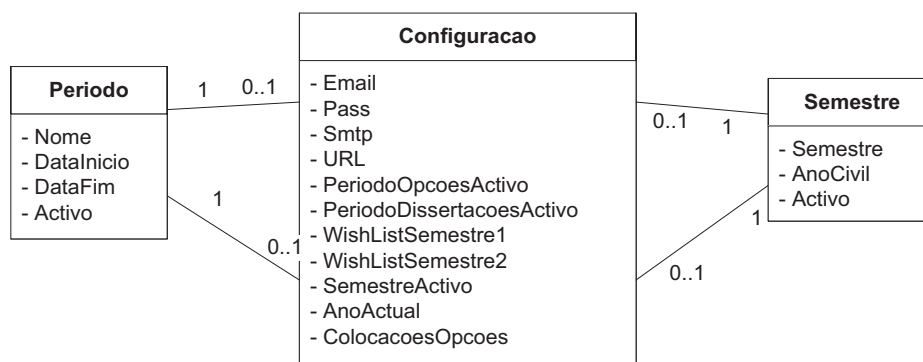 Periodo
- Nome
- DataInicio
- DataFim
- Activo
1
0..1
1
0..1
Configuracao
- Email
- Pass
- Smtp
- URL
- PeriodoOpcoesActivo
- PeriodoDissertacoesActivo
- WishListSemestre1
- WishListSemestre2
- SemestreActivo
- AnoActual
- ColocacoesOpcoes
0..1
1
0..1
1
Semestre
- Semestre
- AnoCivil
- Activo